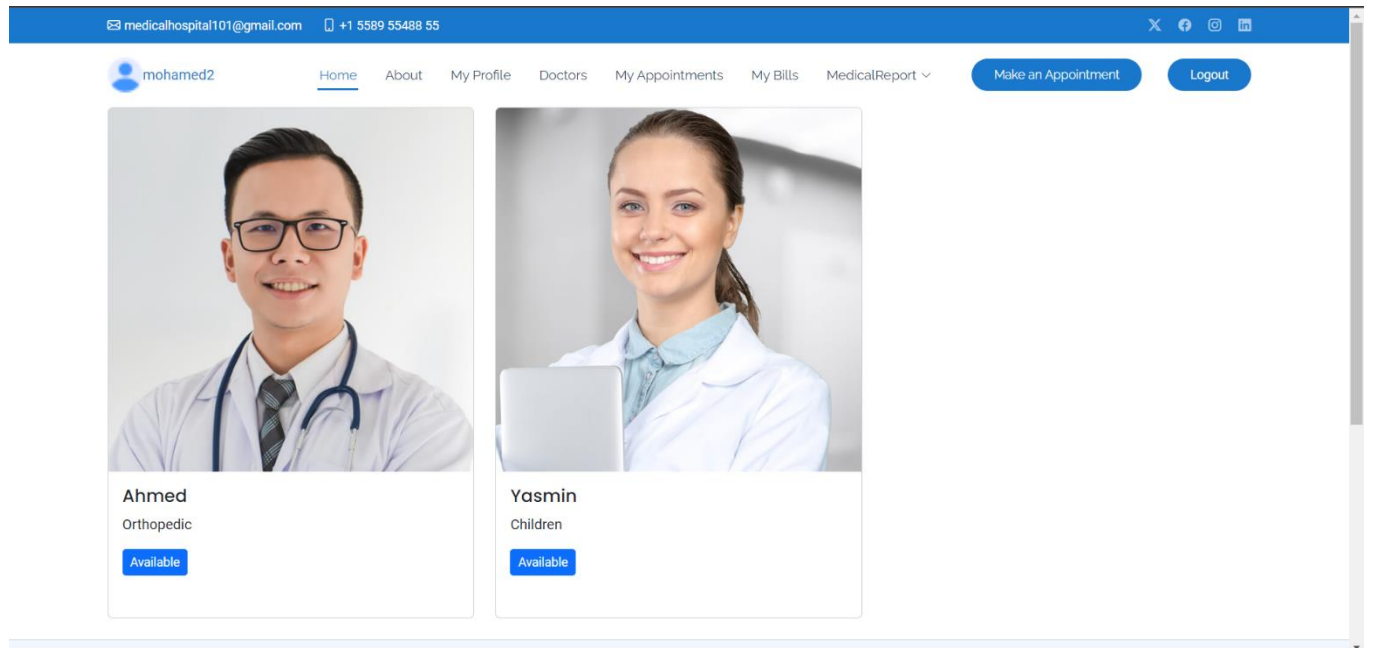 medicalhospital101@gmail.com +1 5589 55488 55
mohamed2 Home About My Profile Doctors My Appointments My Bills MedicalReport Make an Appointment Logout
Ahmed
Orthopedic
Available
Yasmin
Children
Available